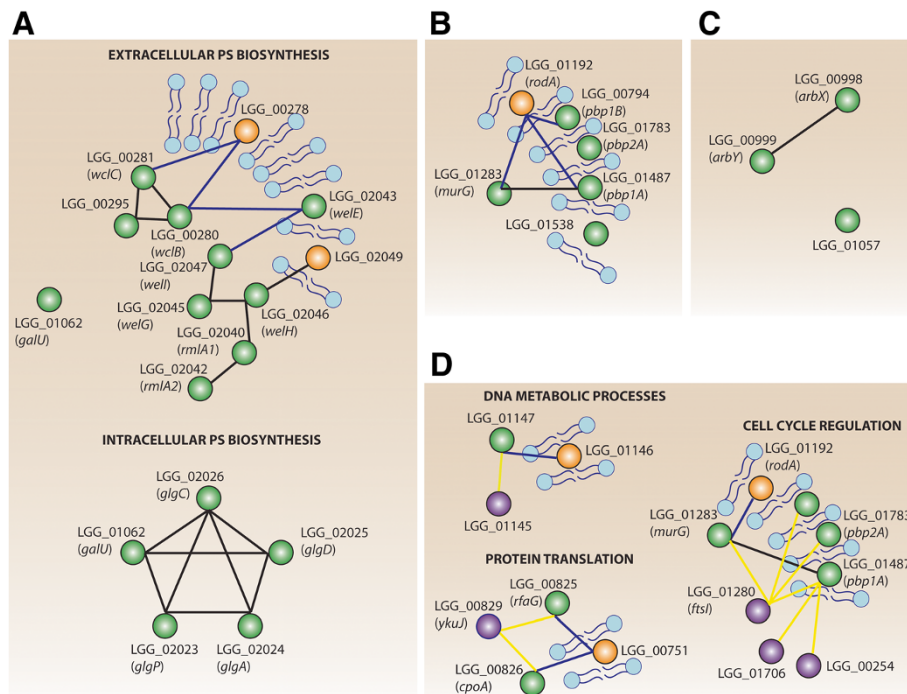 A
EXTRACELLULAR PS BIOSYNTHESIS
LGG_00278
LGG_00281
(wclC)
LGG_00295
LGG_00280
(wclB)
LGG_02043
(welE)
LGG_02047
(welI)
LGG_02049
LGG_02045
(welG)
LGG_02046
(welH)
LGG_01062
(galU)
LGG_02040
(rmlA1)
LGG_02042
(rmlA2)
INTRACELLULAR PS BIOSYNTHESIS
LGG_02026
(glgC)
LGG_01062
(galU)
LGG_02025
(glgD)
LGG_02023
(glgP)
LGG_02024
(glgA)
B
LGG_01192
(rodA)
LGG_00794
(pbp1B)
LGG_01783
(pbp2A)
LGG_01283
(murG)
LGG_01487
(pbp1A)
LGG_01538
C
LGG_00998
(arbX)
LGG_00999
(arbY)
LGG_01057
D
DNA METABOLIC PROCESSES
LGG_01147
LGG_01146
LGG_01145
PROTEIN TRANSLATION
LGG_00825
(rfaG)
LGG_00829
(ykuJ)
LGG_00751
LGG_00826
(cpoA)
CELL CYCLE REGULATION
LGG_01192
(rodA)
LGG_01283
(murG)
LGG_01783
(pbp2A)
LGG_01487
(pbp1A)
LGG_01280
(ftsI)
LGG_01706
LGG_00254